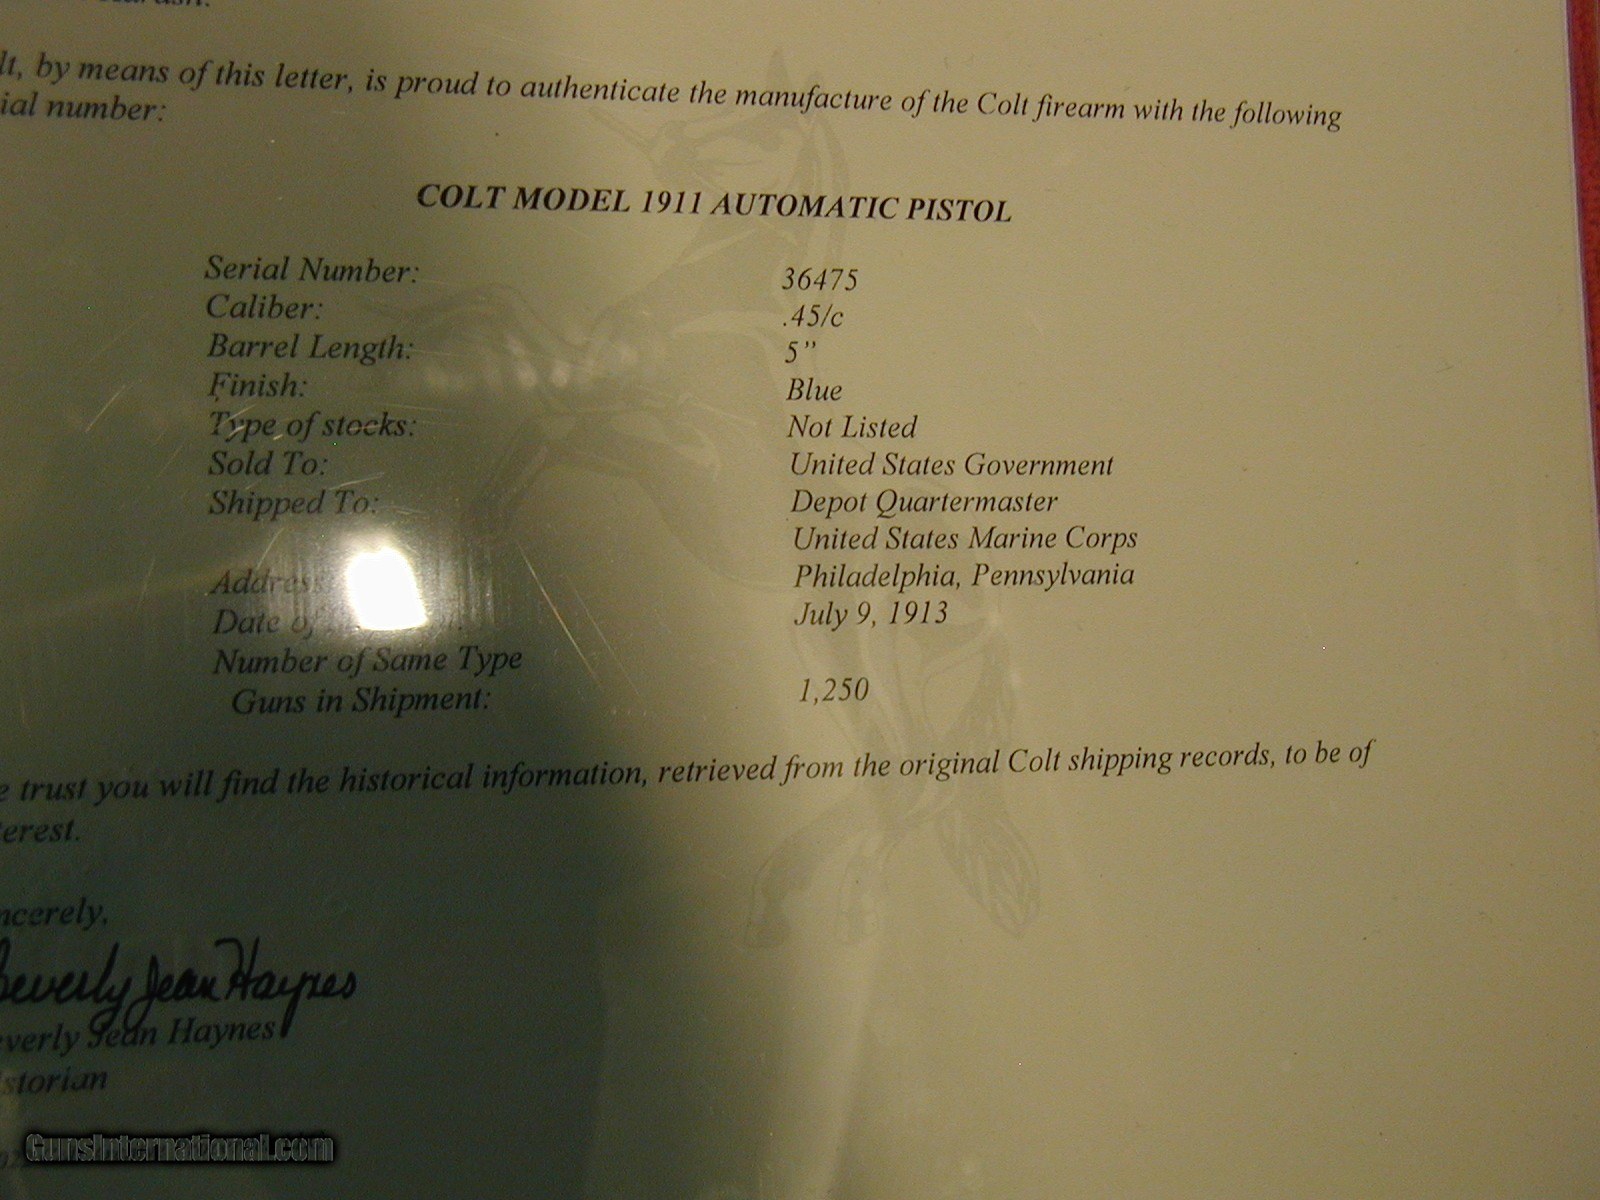 lt, by means of this letter, is proud to authenticate the manufacture of the Colt firearm with the following
ial number:
COLT MODEL 1911 AUTOMATIC PISTOL
Serial Number: 36475
Caliber: .45/c
Barrel Length: 5”
Finish: Blue
Type of stocks: Not Listed
Sold To: United States Government
Shipped To: Depot Quartermaster
United States Marine Corps
Address Philadelphia, Pennsylvania
Date of July 9, 1913
Number of Same Type
Guns in Shipment: 1,250
e trust you will find the historical information, retrieved from the original Colt shipping records, to be of
terest.
ncerely,
Beverly Jean Haynes
everly Jean Haynes
storian
GunsInternational.com